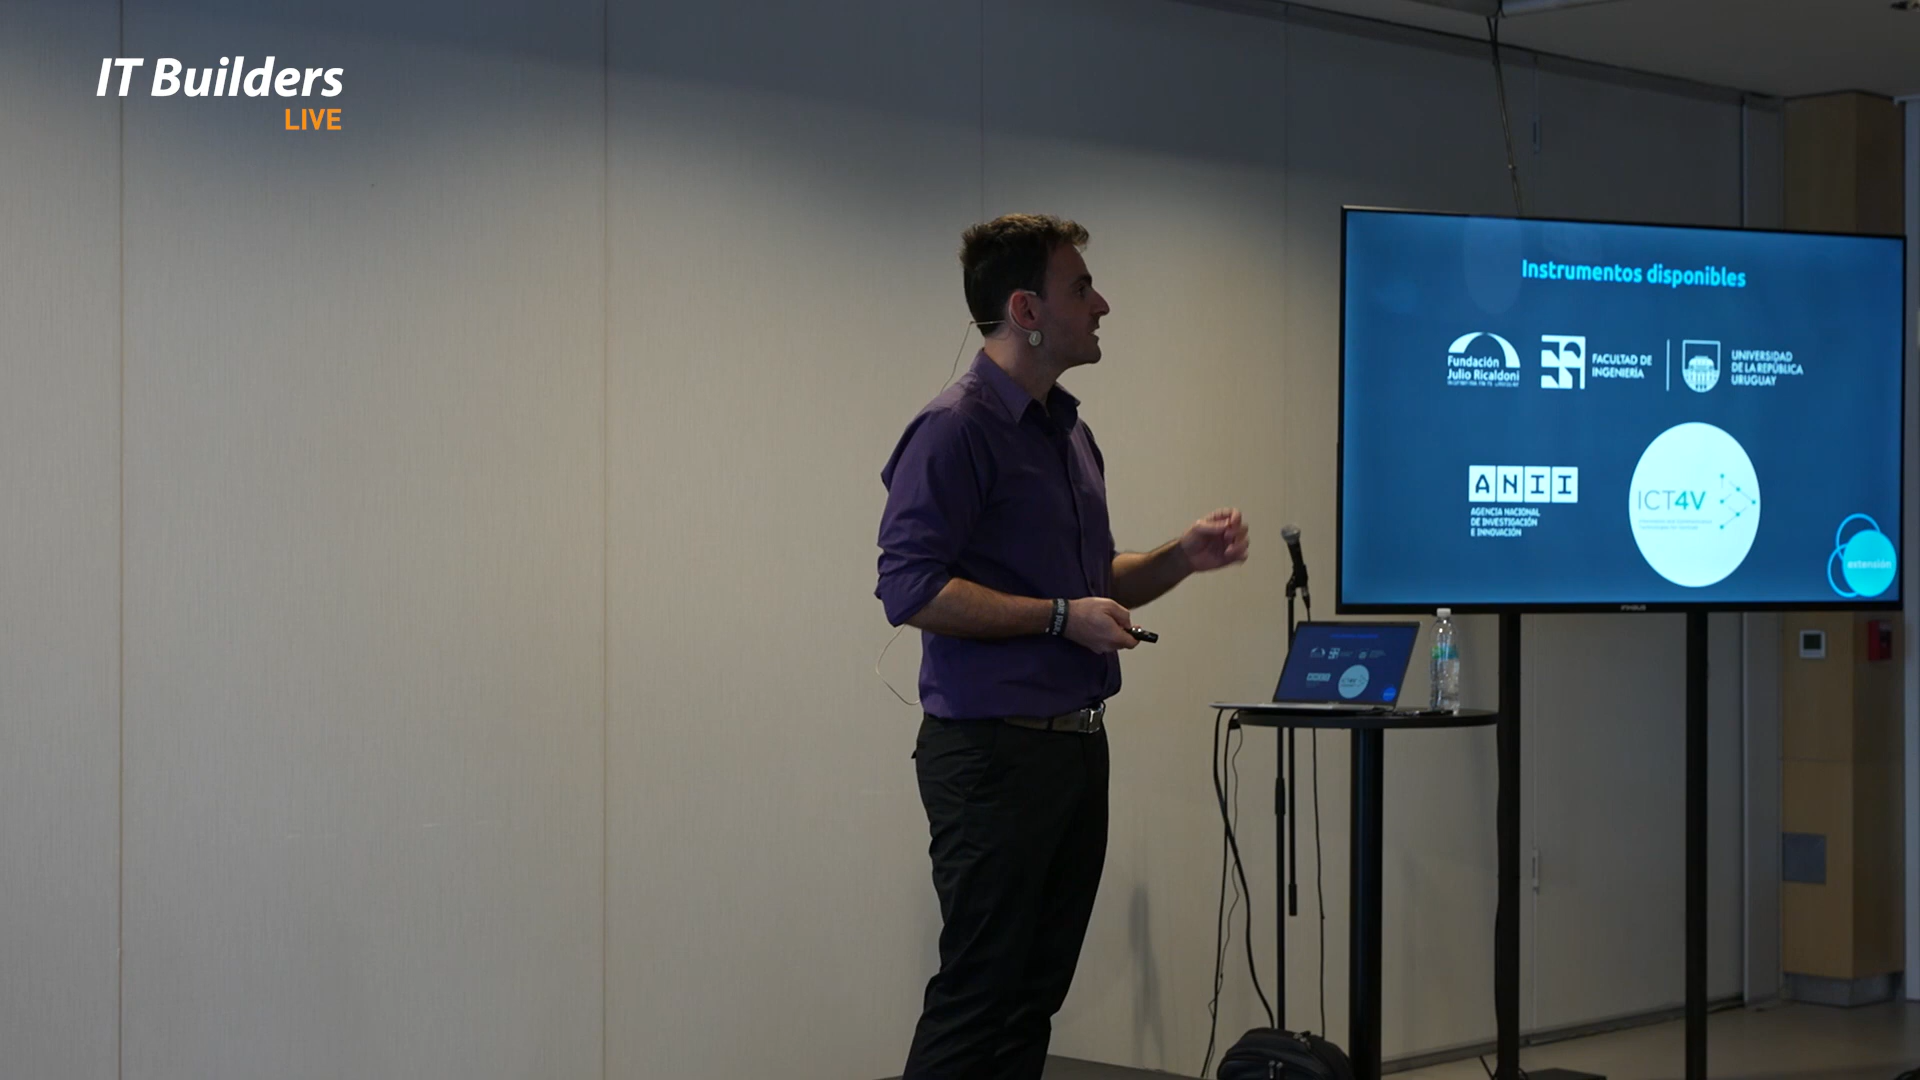 IT Builders
LIVE
Instrumentos disponibles
Fundación
Julio Ricaldoni
FACULTAD DE
INGENIERÍA
UNIVERSIDAD
DE LA REPÚBLICA
URUGUAY
ANII
AGENCIA NACIONAL
DE INVESTIGACIÓN
E INNOVACIÓN
ICT4V
extensión